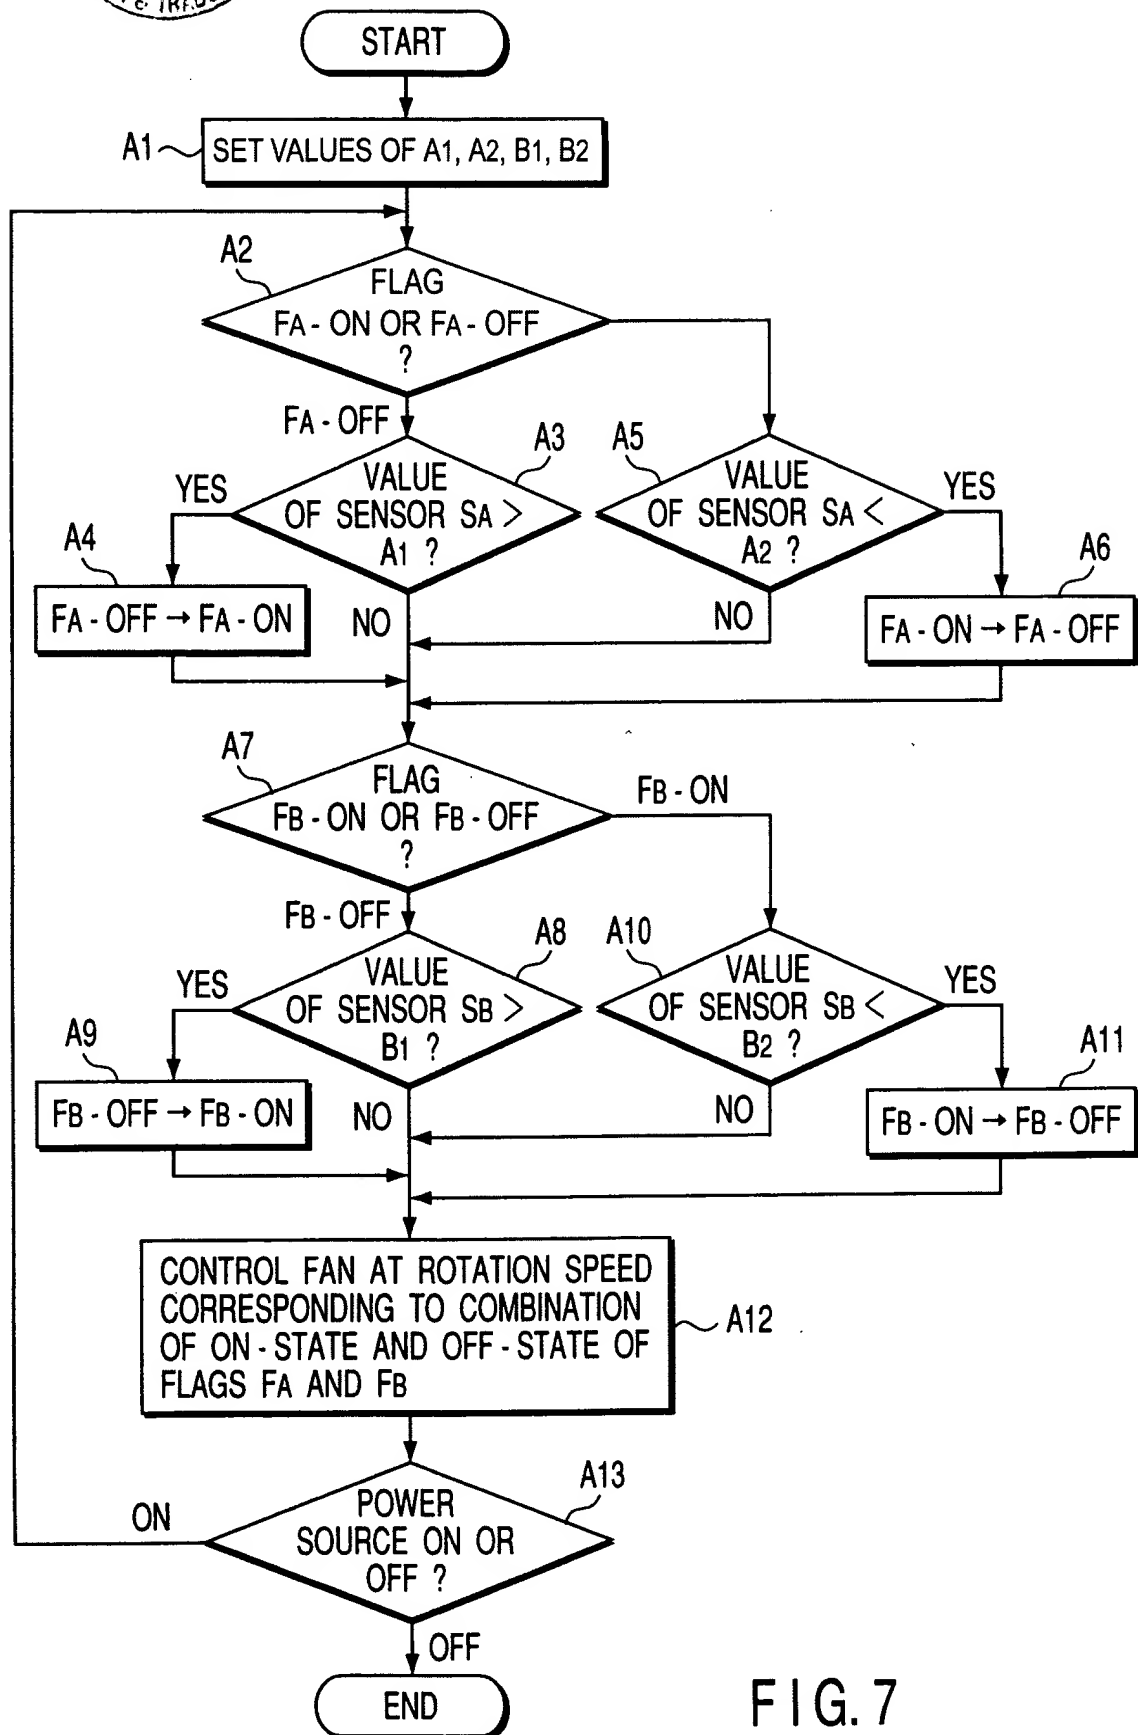 START
A1
SET VALUES OF A1, A2, B1, B2
A2
FLAG
FA - ON OR FA - OFF
?
FA - OFF
A3
A5
YES
VALUE
OF SENSOR SA >
A1 ?
VALUE
OF SENSOR SA <
A2 ?
YES
A4
A6
FA - OFF → FA - ON
NO
NO
FA - ON → FA - OFF
A7
FLAG
FB - ON OR FB - OFF
?
FB - ON
FB - OFF
A8
A10
YES
VALUE
OF SENSOR SB >
B1 ?
VALUE
OF SENSOR SB <
B2 ?
YES
A9
A11
FB - OFF → FB - ON
NO
NO
FB - ON → FB - OFF
CONTROL FAN AT ROTATION SPEED
CORRESPONDING TO COMBINATION
OF ON - STATE AND OFF - STATE OF
FLAGS FA AND FB
A12
A13
ON
POWER
SOURCE ON OR
OFF ?
OFF
END
FIG. 7